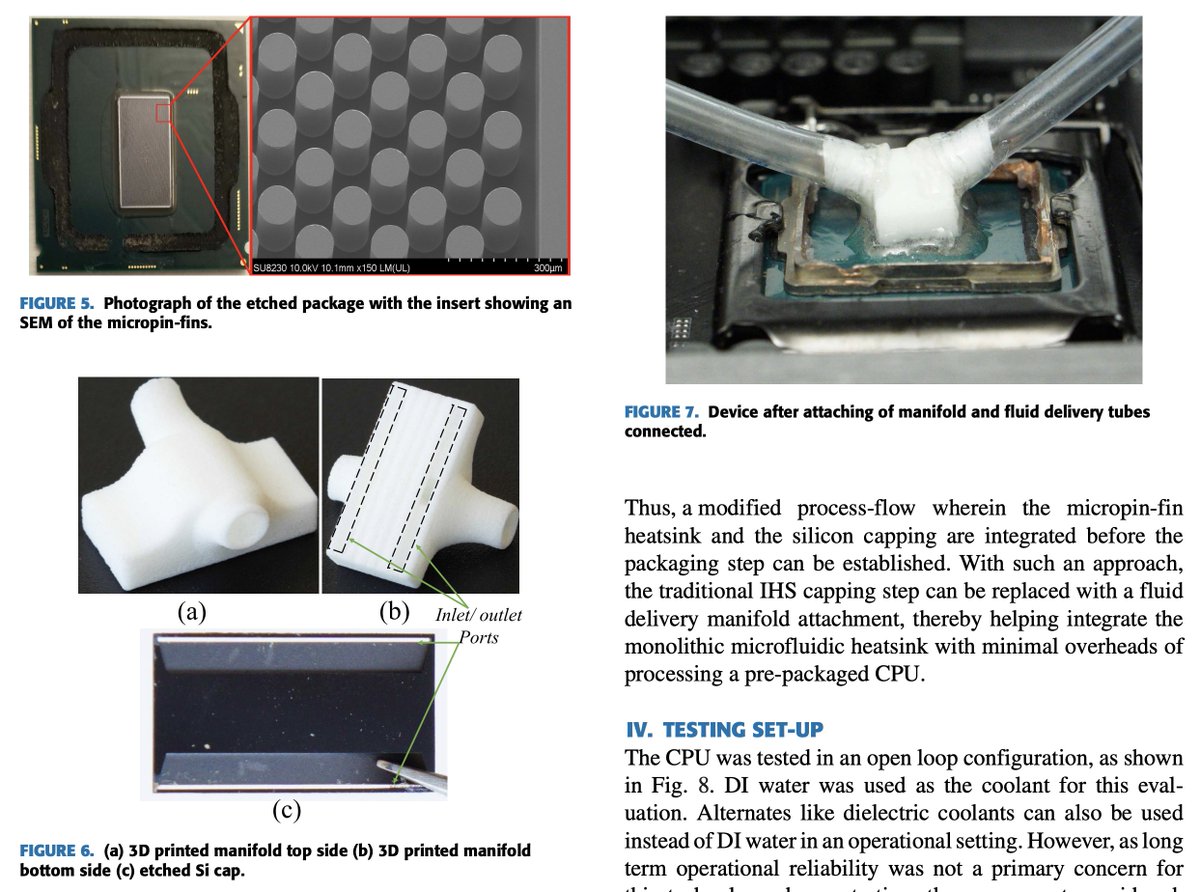 SU8230 10.0kV 10.1mm x150 LM(UL)
300μm
FIGURE 5. Photograph of the etched package with the insert showing an
SEM of the micropin-fins.
(a)
(b)
Inlet/ outlet
Ports
(c)
FIGURE 6. (a) 3D printed manifold top side (b) 3D printed manifold
bottom side (c) etched Si cap.
FIGURE 7. Device after attaching of manifold and fluid delivery tubes
connected.
Thus, a modified process-flow wherein the micropin-fin
heatsink and the silicon capping are integrated before the
packaging step can be established. With such an approach,
the traditional IHS capping step can be replaced with a fluid
delivery manifold attachment, thereby helping integrate the
monolithic microfluidic heatsink with minimal overheads of
processing a pre-packaged CPU.
IV. TESTING SET-UP
The CPU was tested in an open loop configuration, as shown
in Fig. 8. DI water was used as the coolant for this eval-
uation. Alternates like dielectric coolants can also be used
instead of DI water in an operational setting. However, as long
term operational reliability was not a primary concern for